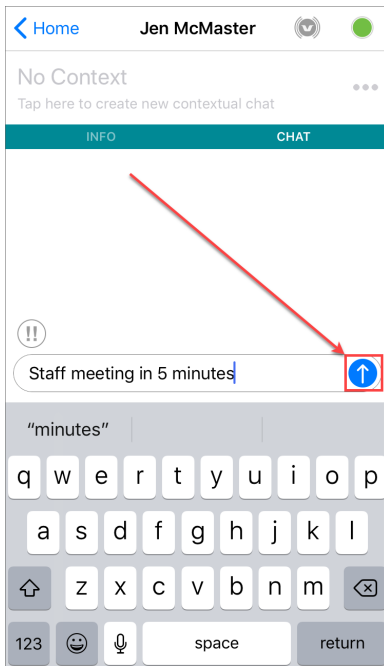 Home Jen McMaster
No Context
Tap here to create new contextual chat
INFO CHAT
!!
Staff meeting in 5 minutes
“minutes”
q w e r t y u i o p
a s d f g h j k l
z x c v b n m
123 space return